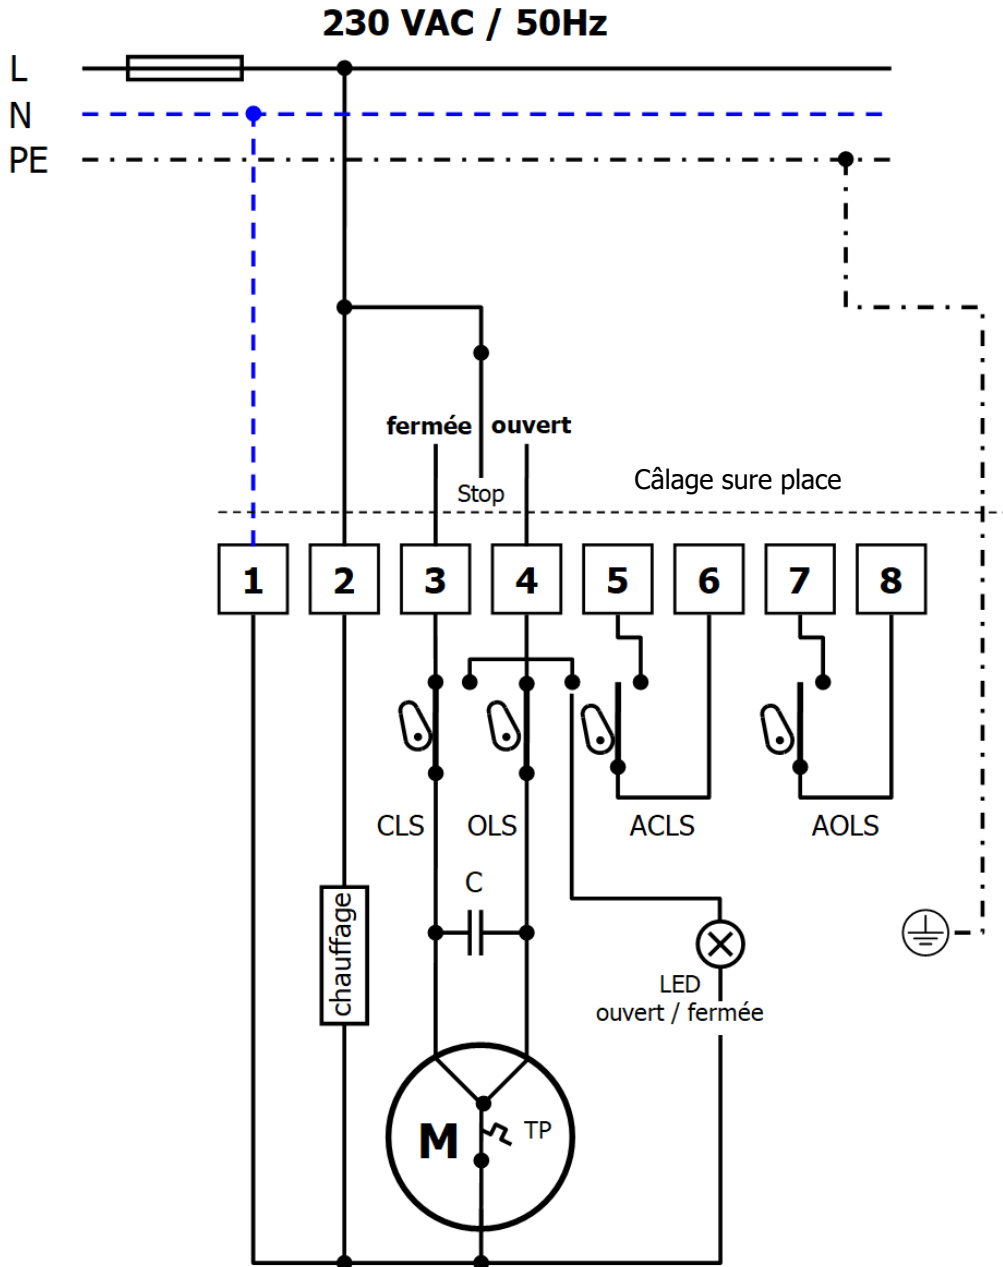 230 VAC / 50Hz
L
N
PE
fermée ouvert
Stop
Câlage sure place
1 2 3 4 5 6 7 8
CLS OLS ACLS AOLS
C
chauffage
LED
ouvert / fermée
M TP